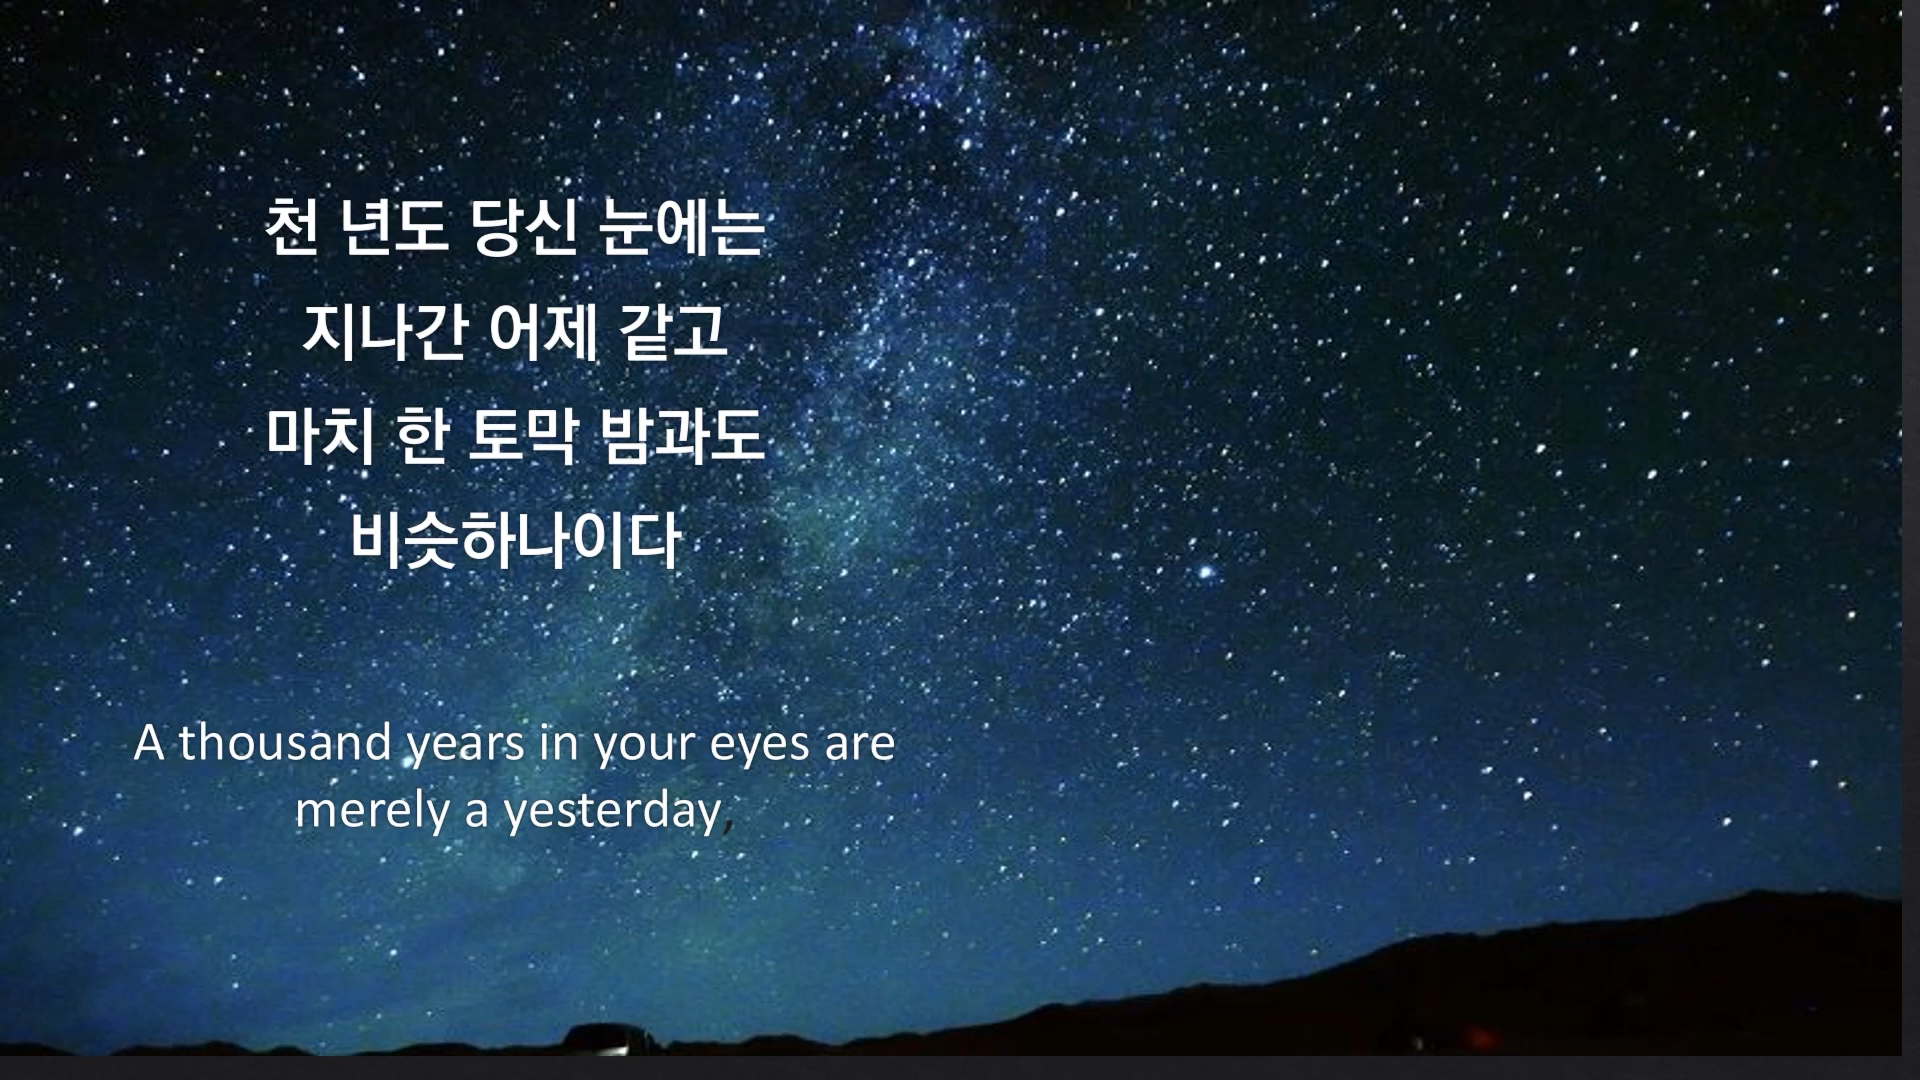 천 년도 당신 눈에는
지나간 어제 같고
마치 한 토막 밤과도
비슷하나이다
A thousand years in your eyes are
merely a yesterday,